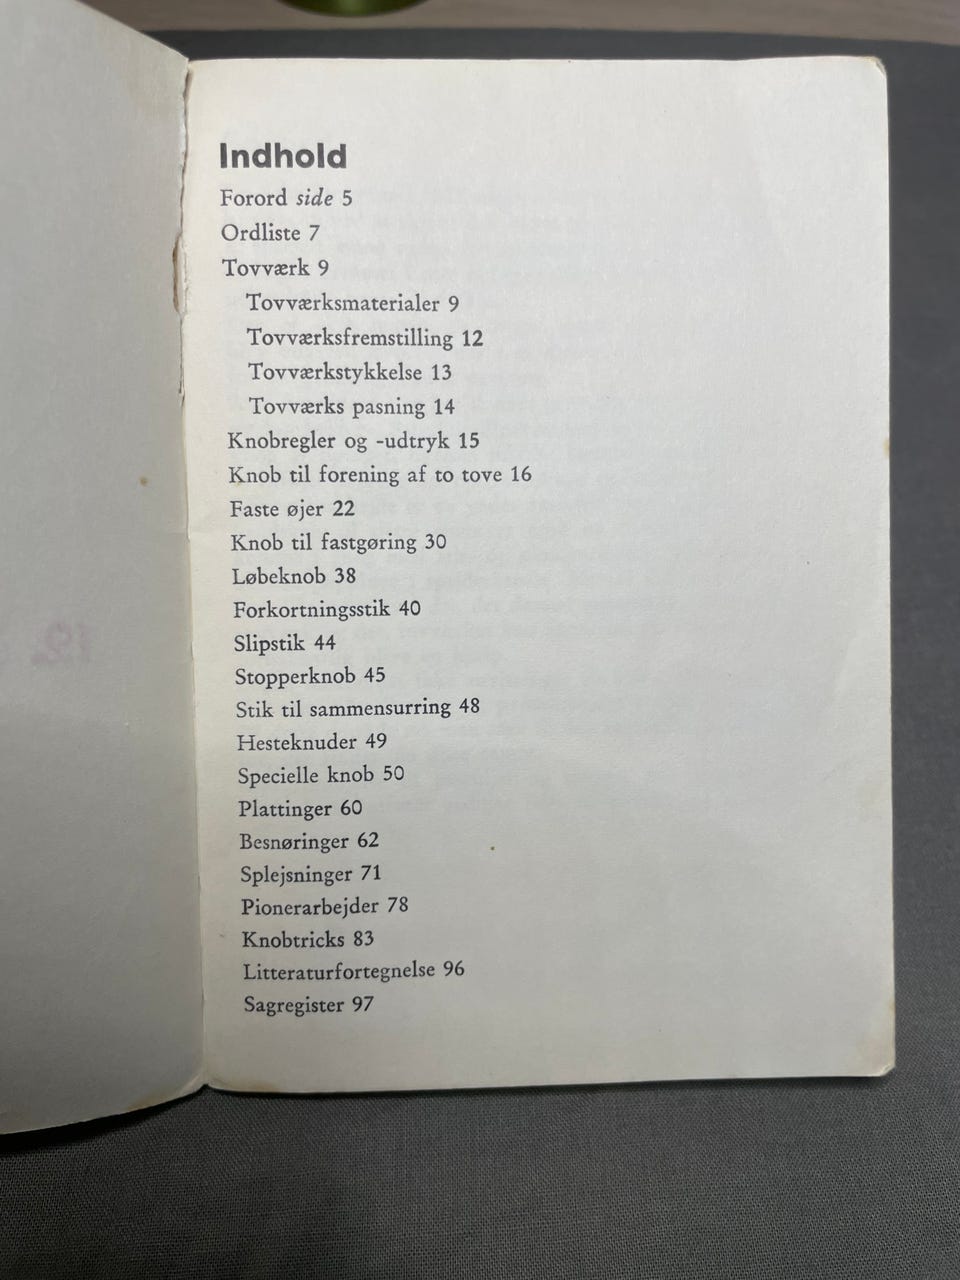 Indhold
Forord side 5
Ordliste 7
Tovværk 9
Tovværksmaterialer 9
Tovværksfremstilling 12
Tovværkstykkelse 13
Tovværks pasning 14
Knobregler og -udtryk 15
Knob til forening af to tove 16
Faste øjer 22
Knob til fastgøring 30
Løbeknob 38
Forkortningsstik 40
Slipstik 44
Stopperknob 45
Stik til sammensurring 48
Hesteknuder 49
Specielle knob 50
Plattinger 60
Besnøringer 62
Splejsninger 71
Pionerarbejder 78
Knobtricks 83
Litteraturfortegnelse 96
Sagregister 97